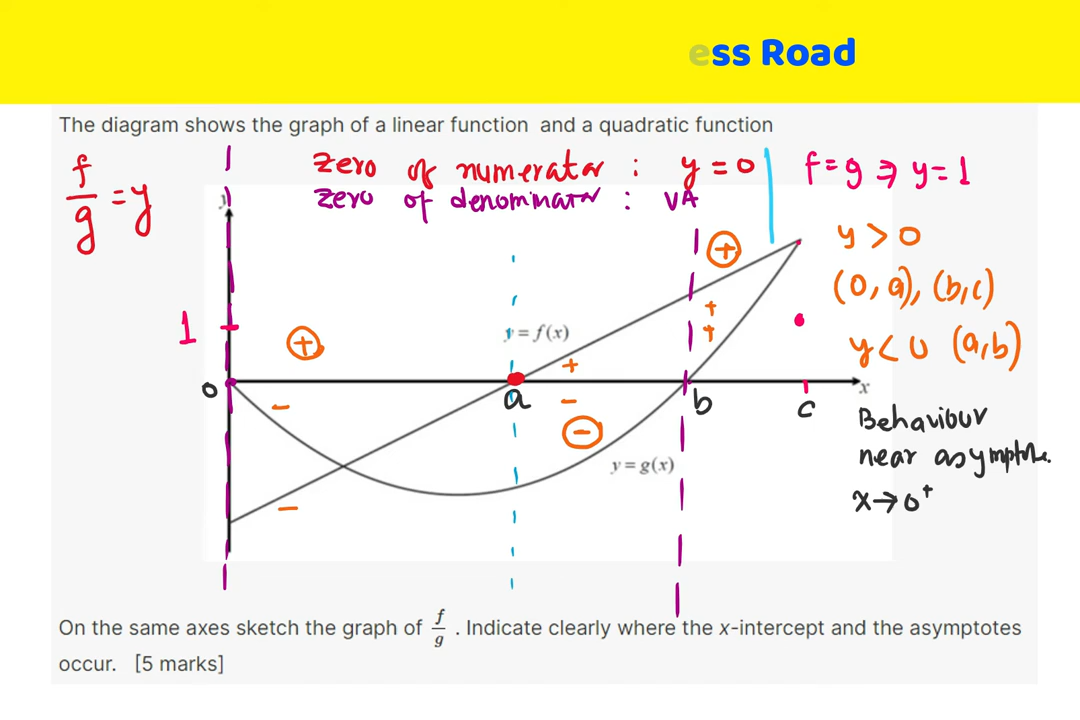 ess Road
The diagram shows the graph of a linear function and a quadratic function
f/g = y
zero of numerator : y = 0
f = g ⇒ y = 1
zero of denominatr : VA
y
+
y > 0
(0, a), (b, c)
y < 0 (a, b)
1
+
y = f(x)
+
+
+
0
a
b
c
x
-
-
-
-
y = g(x)
Behaviour
near asymptote.
x → 0⁺
On the same axes sketch the graph of f/g . Indicate clearly where the x-intercept and the asymptotes
occur. [5 marks]